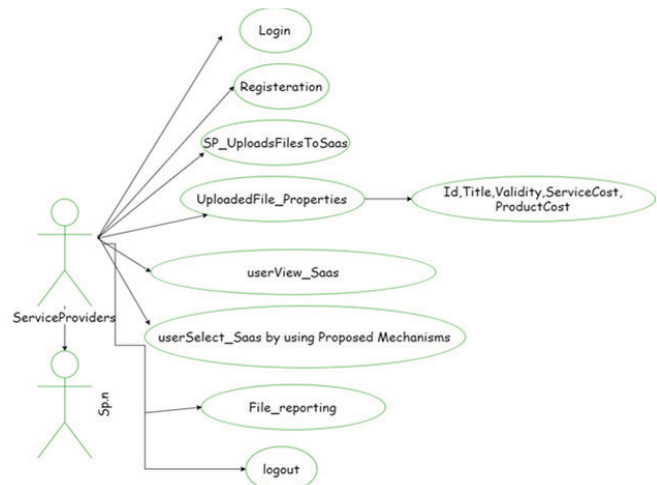 Login
Registeration
SP_UploadsFilesToSaas
UploadedFile_Properties
Id,Title,Validity,ServiceCost,
ProductCost
userView_Saas
ServiceProviders
userSelect_Saas by using Proposed Mechanisms
Sp.n
File_reporting
logout